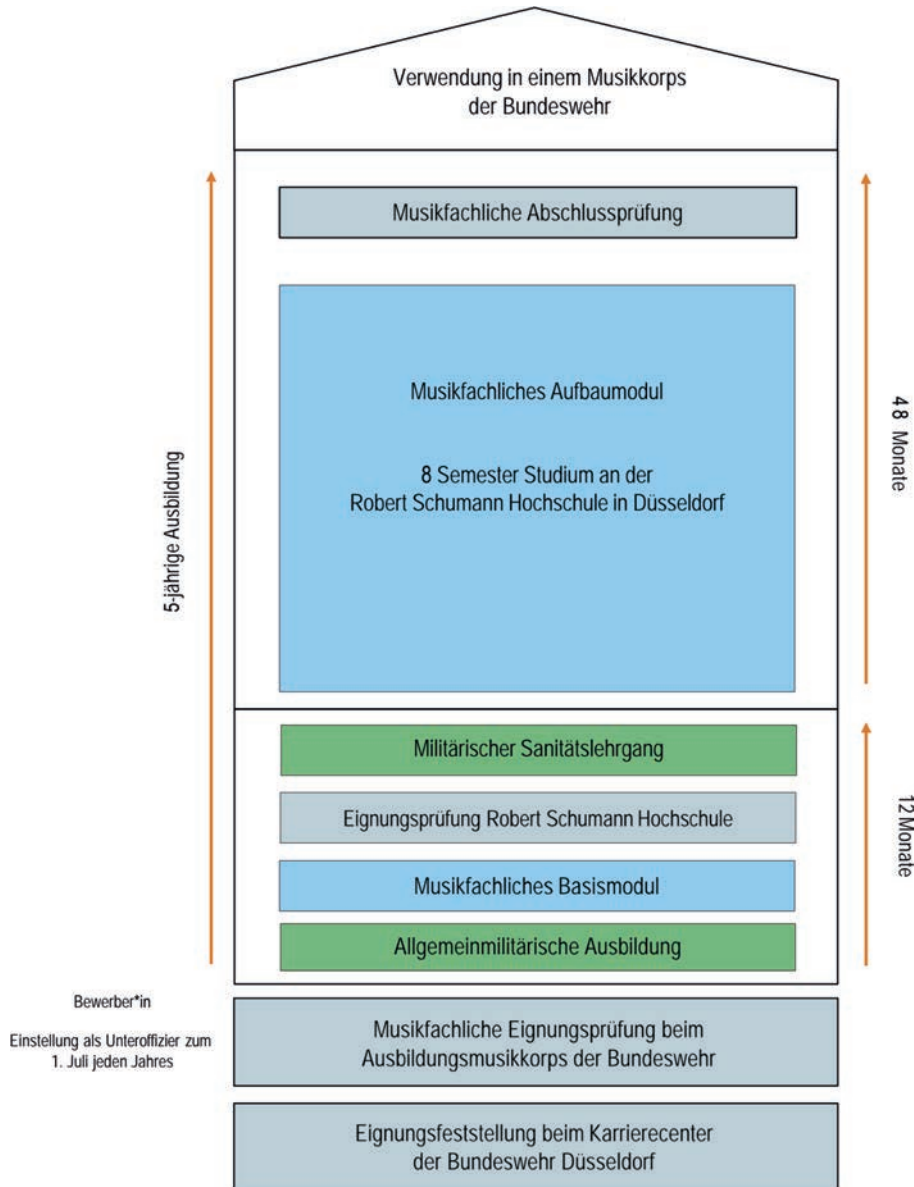 Verwendung in einem Musikkorps
der Bundeswehr
Musikfachliche Abschlussprüfung
Musikfachliches Aufbaumodul
8 Semester Studium an der
Robert Schumann Hochschule in Düsseldorf
5-jährige Ausbildung
48 Monate
Militärischer Sanitätslehrgang
Eignungsprüfung Robert Schumann Hochschule
Musikfachliches Basismodul
Allgemeinmilitärische Ausbildung
12 Monate
Bewerber*in
Einstellung als Unteroffizier zum
1. Juli jeden Jahres
Musikfachliche Eignungsprüfung beim
Ausbildungsmusikkorps der Bundeswehr
Eignungsfeststellung beim Karrierecenter
der Bundeswehr Düsseldorf